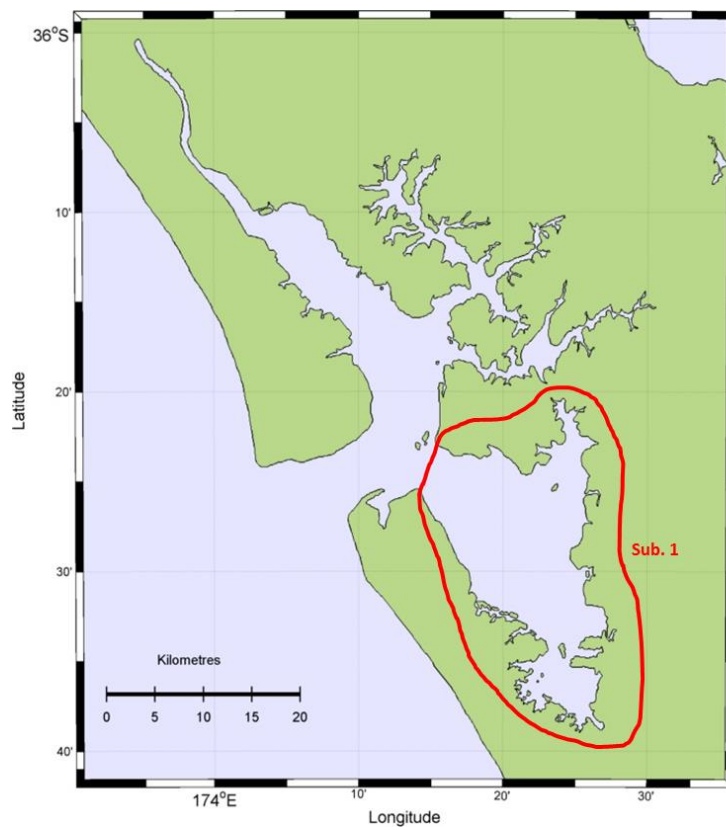 36°S
10'
20'
Sub. 1
30'
40'
Latitude
Kilometres
0 5 10 15 20
174°E 10' 20' 30'
Longitude